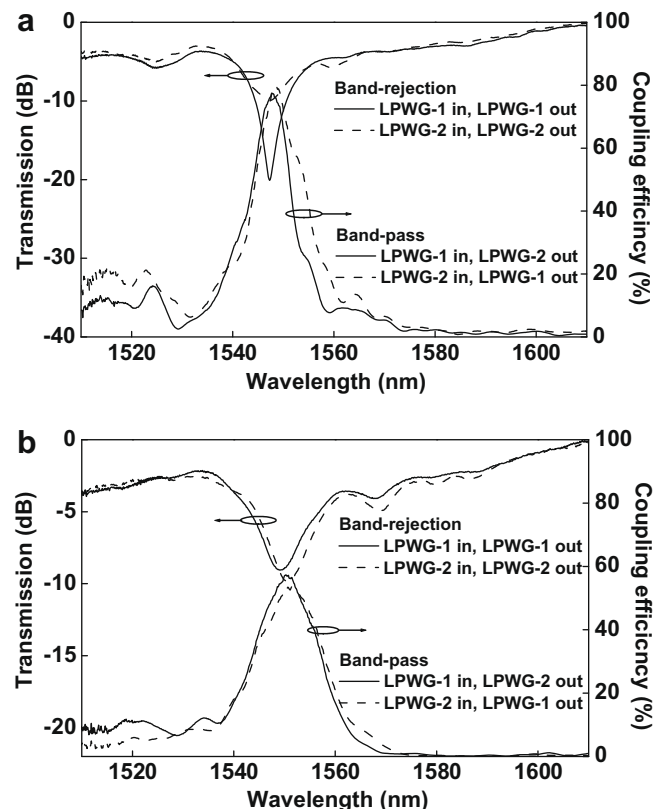 a
0
-10
-20
-30
-40
Transmission (dB)
100
80
60
40
20
0
Coupling efficincy (%)
Band-rejection
LPWG-1 in, LPWG-1 out
LPWG-2 in, LPWG-2 out
Band-pass
LPWG-1 in, LPWG-2 out
LPWG-2 in, LPWG-1 out
1520 1540 1560 1580 1600
Wavelength (nm)
b
0
-5
-10
-15
-20
Transmission (dB)
100
80
60
40
20
0
Coupling efficicncy (%)
Band-rejection
LPWG-1 in, LPWG-1 out
LPWG-2 in, LPWG-2 out
Band-pass
LPWG-1 in, LPWG-2 out
LPWG-2 in, LPWG-1 out
1520 1540 1560 1580 1600
Wavelength (nm)